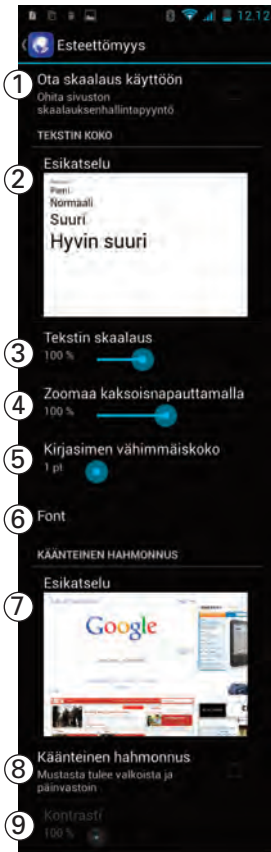 12.12
Esteettömyys
1
Ota skaalaus käyttöön
Ohita sivuston
skaalauksenhallintapyyntö
TEKSTIN KOKO
Esikatselu
2
Pieni
Normaali
Suuri
Hyvin suuri
Tekstin skaalaus
3
100 %
Zoomaa kaksoisnapauttamalla
4
100 %
Kirjasimen vähimmäiskoko
5
1 pt
6
Font
KÄÄNTEINEN HAHMONNUS
Esikatselu
7
Google
Käänteinen hahmonnus
8
Mustasta tulee valkoista ja
päinvastoin
9
Kontrasti
100 %